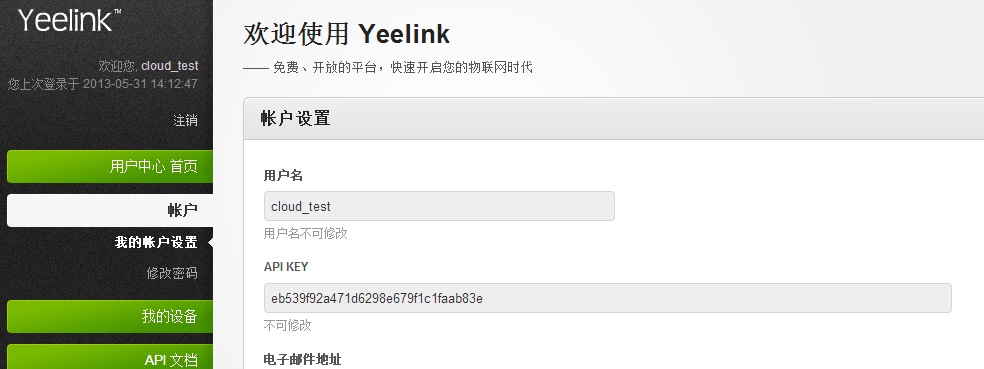 Yeelink™
欢迎您, cloud_test
您上次登录于 2013-05-31 14:12:47
注销
用户中心 首页
帐户
我的帐户设置
修改密码
我的设备
API 文档
欢迎使用 Yeelink
—— 免费、开放的平台，快速开启您的物联网时代
帐户设置
用户名
cloud_test
用户名不可修改
API KEY
eb539f92a471d6298e679f1c1faab83e
不可修改
电子邮件地址